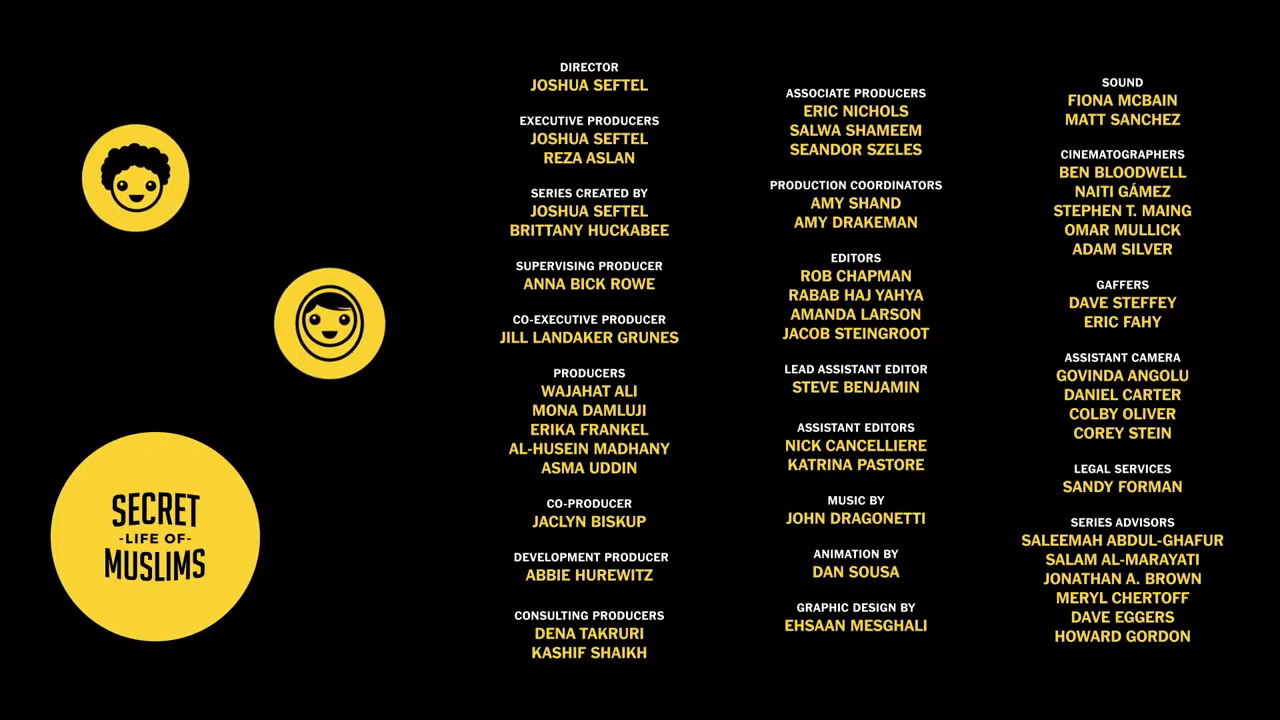 SECRET
-LIFE OF-
MUSLIMS
DIRECTOR
JOSHUA SEFTEL
EXECUTIVE PRODUCERS
JOSHUA SEFTEL
REZA ASLAN
SERIES CREATED BY
JOSHUA SEFTEL
BRITTANY HUCKABEE
SUPERVISING PRODUCER
ANNA BICK ROWE
CO-EXECUTIVE PRODUCER
JILL LANDAKER GRUNES
PRODUCERS
WAJAHAT ALI
MONA DAMLUJI
ERIKA FRANKEL
AL-HUSEIN MADHANY
ASMA UDDIN
CO-PRODUCER
JACLYN BISKUP
DEVELOPMENT PRODUCER
ABBIE HUREWITZ
CONSULTING PRODUCERS
DENA TAKRURI
KASHIF SHAIKH
ASSOCIATE PRODUCERS
ERIC NICHOLS
SALWA SHAMEEM
SEANDOR SZELES
PRODUCTION COORDINATORS
AMY SHAND
AMY DRAKEMAN
EDITORS
ROB CHAPMAN
RABAB HAJ YAHYA
AMANDA LARSON
JACOB STEINGROOT
LEAD ASSISTANT EDITOR
STEVE BENJAMIN
ASSISTANT EDITORS
NICK CANCELLIERE
KATRINA PASTORE
MUSIC BY
JOHN DRAGONETTI
ANIMATION BY
DAN SOUSA
GRAPHIC DESIGN BY
EHSAAN MESGHALI
SOUND
FIONA MCBAIN
MATT SANCHEZ
CINEMATOGRAPHERS
BEN BLOODWELL
NAITI GÁMEZ
STEPHEN T. MAING
OMAR MULLICK
ADAM SILVER
GAFFERS
DAVE STEFFEY
ERIC FAHY
ASSISTANT CAMERA
GOVINDA ANGOLU
DANIEL CARTER
COLBY OLIVER
COREY STEIN
LEGAL SERVICES
SANDY FORMAN
SERIES ADVISORS
SALEEMAH ABDUL-GHAFUR
SALAM AL-MARAYATI
JONATHAN A. BROWN
MERYL CHERTOFF
DAVE EGGERS
HOWARD GORDON